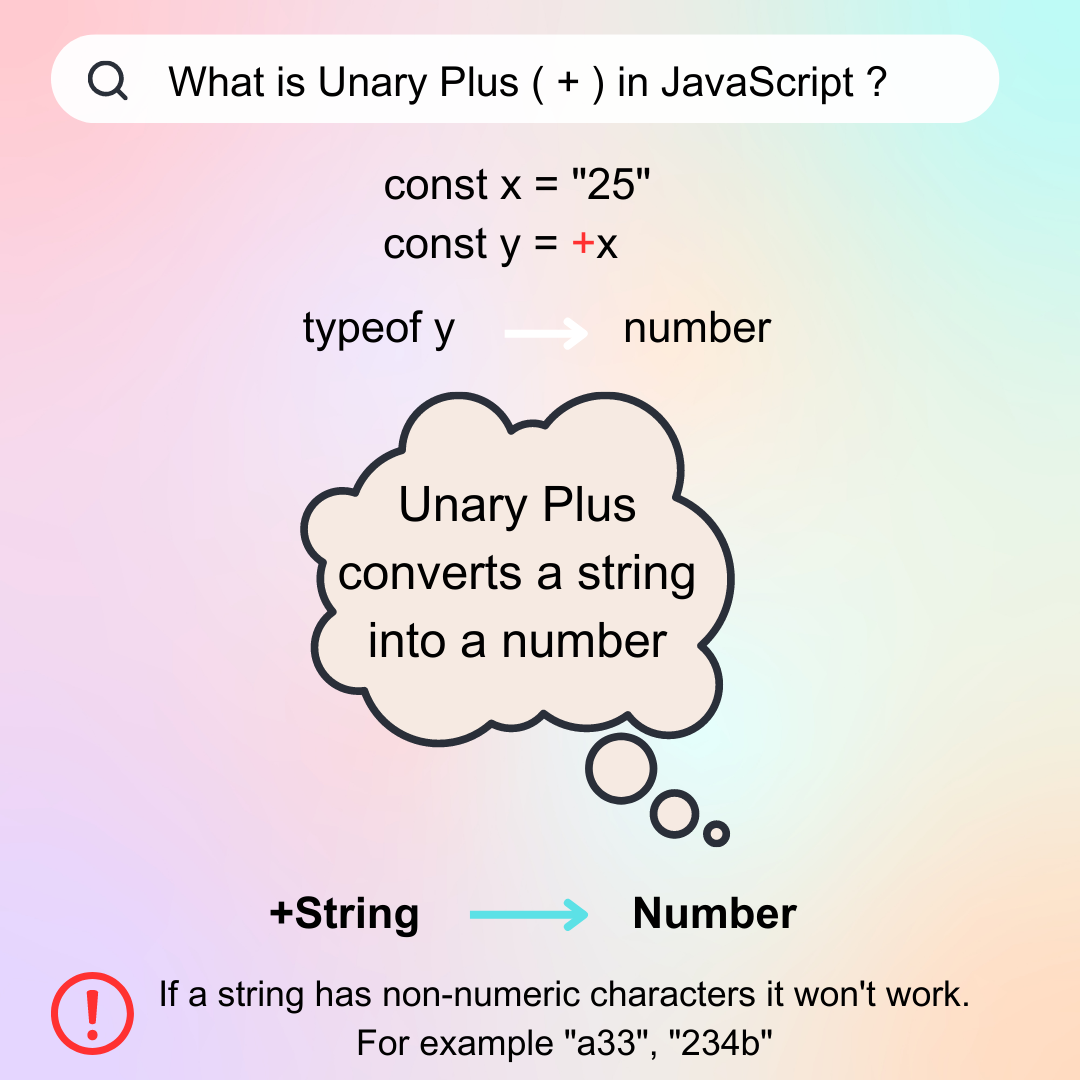 What is Unary Plus ( + ) in JavaScript ?
const x = "25"
const y = +x
typeof y number
Unary Plus
converts a string
into a number
+String Number
If a string has non-numeric characters it won't work.
For example "a33", "234b"